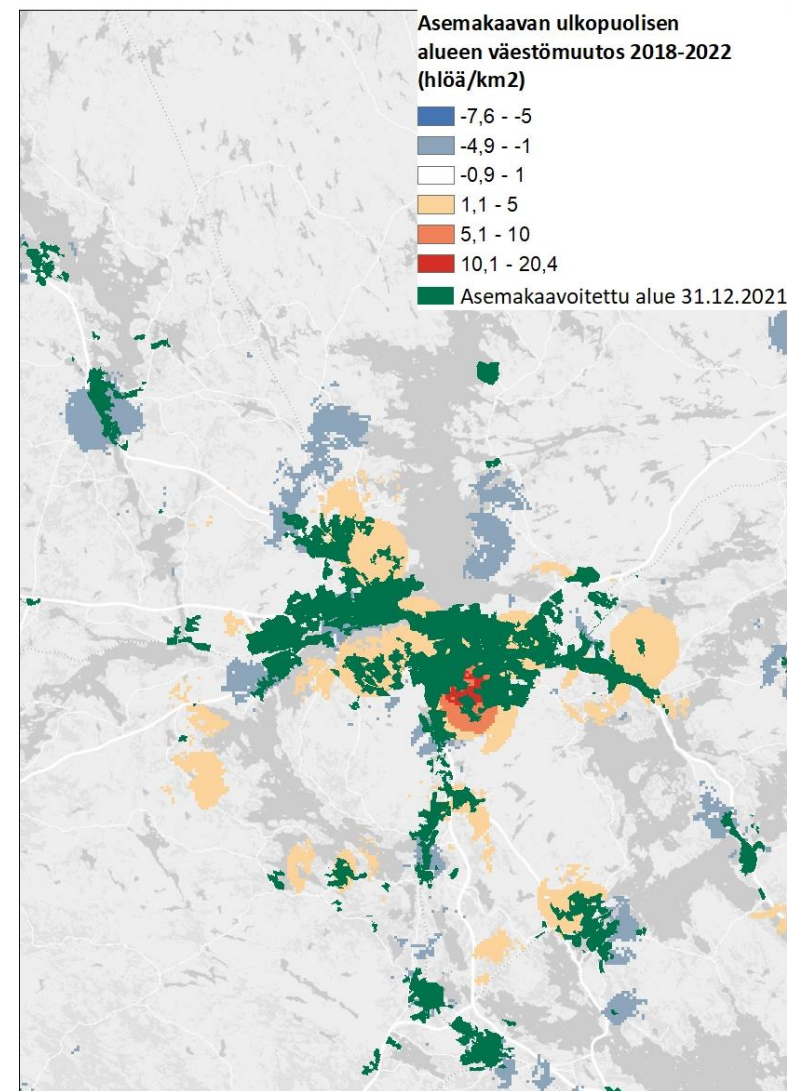 Asemakaavan ulkopuolisen
alueen väestömuutos 2018-2022
(hlöä/km2)
-7,6 - -5
-4,9 - -1
-0,9 - 1
1,1 - 5
5,1 - 10
10,1 - 20,4
Asemakaavoitettu alue 31.12.2021